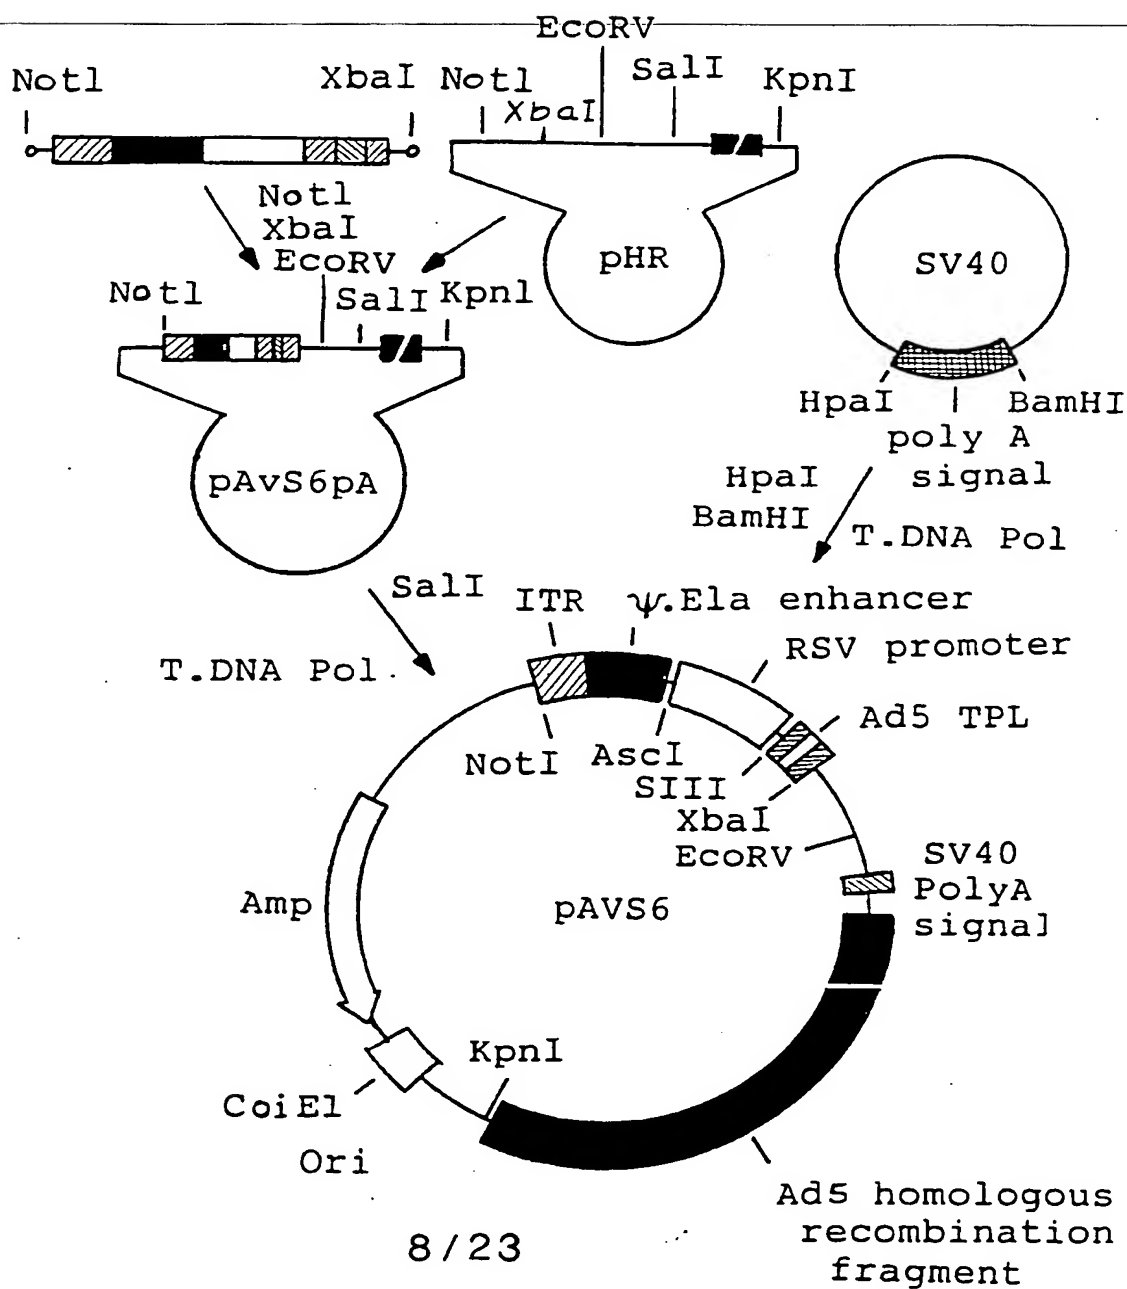 EcoRV
NotI XbaI NotI SalI KpnI
XbaI
NotI
XbaI
EcoRV
pHR
SV40
NotI SalI KpnI
HpaI BamHI
poly A
signal
pAvS6pA
HpaI
BamHI
T.DNA Pol
SalI
ITR ψ.Ela enhancer
RSV promoter
T.DNA Pol.
Ad5 TPL
NotI AscI
SIII
XbaI
EcoRV
SV40
PolyA
signal
Amp
pAVS6
KpnI
CoiEl
Ori
Ad5 homologous
recombination
fragment
8/23